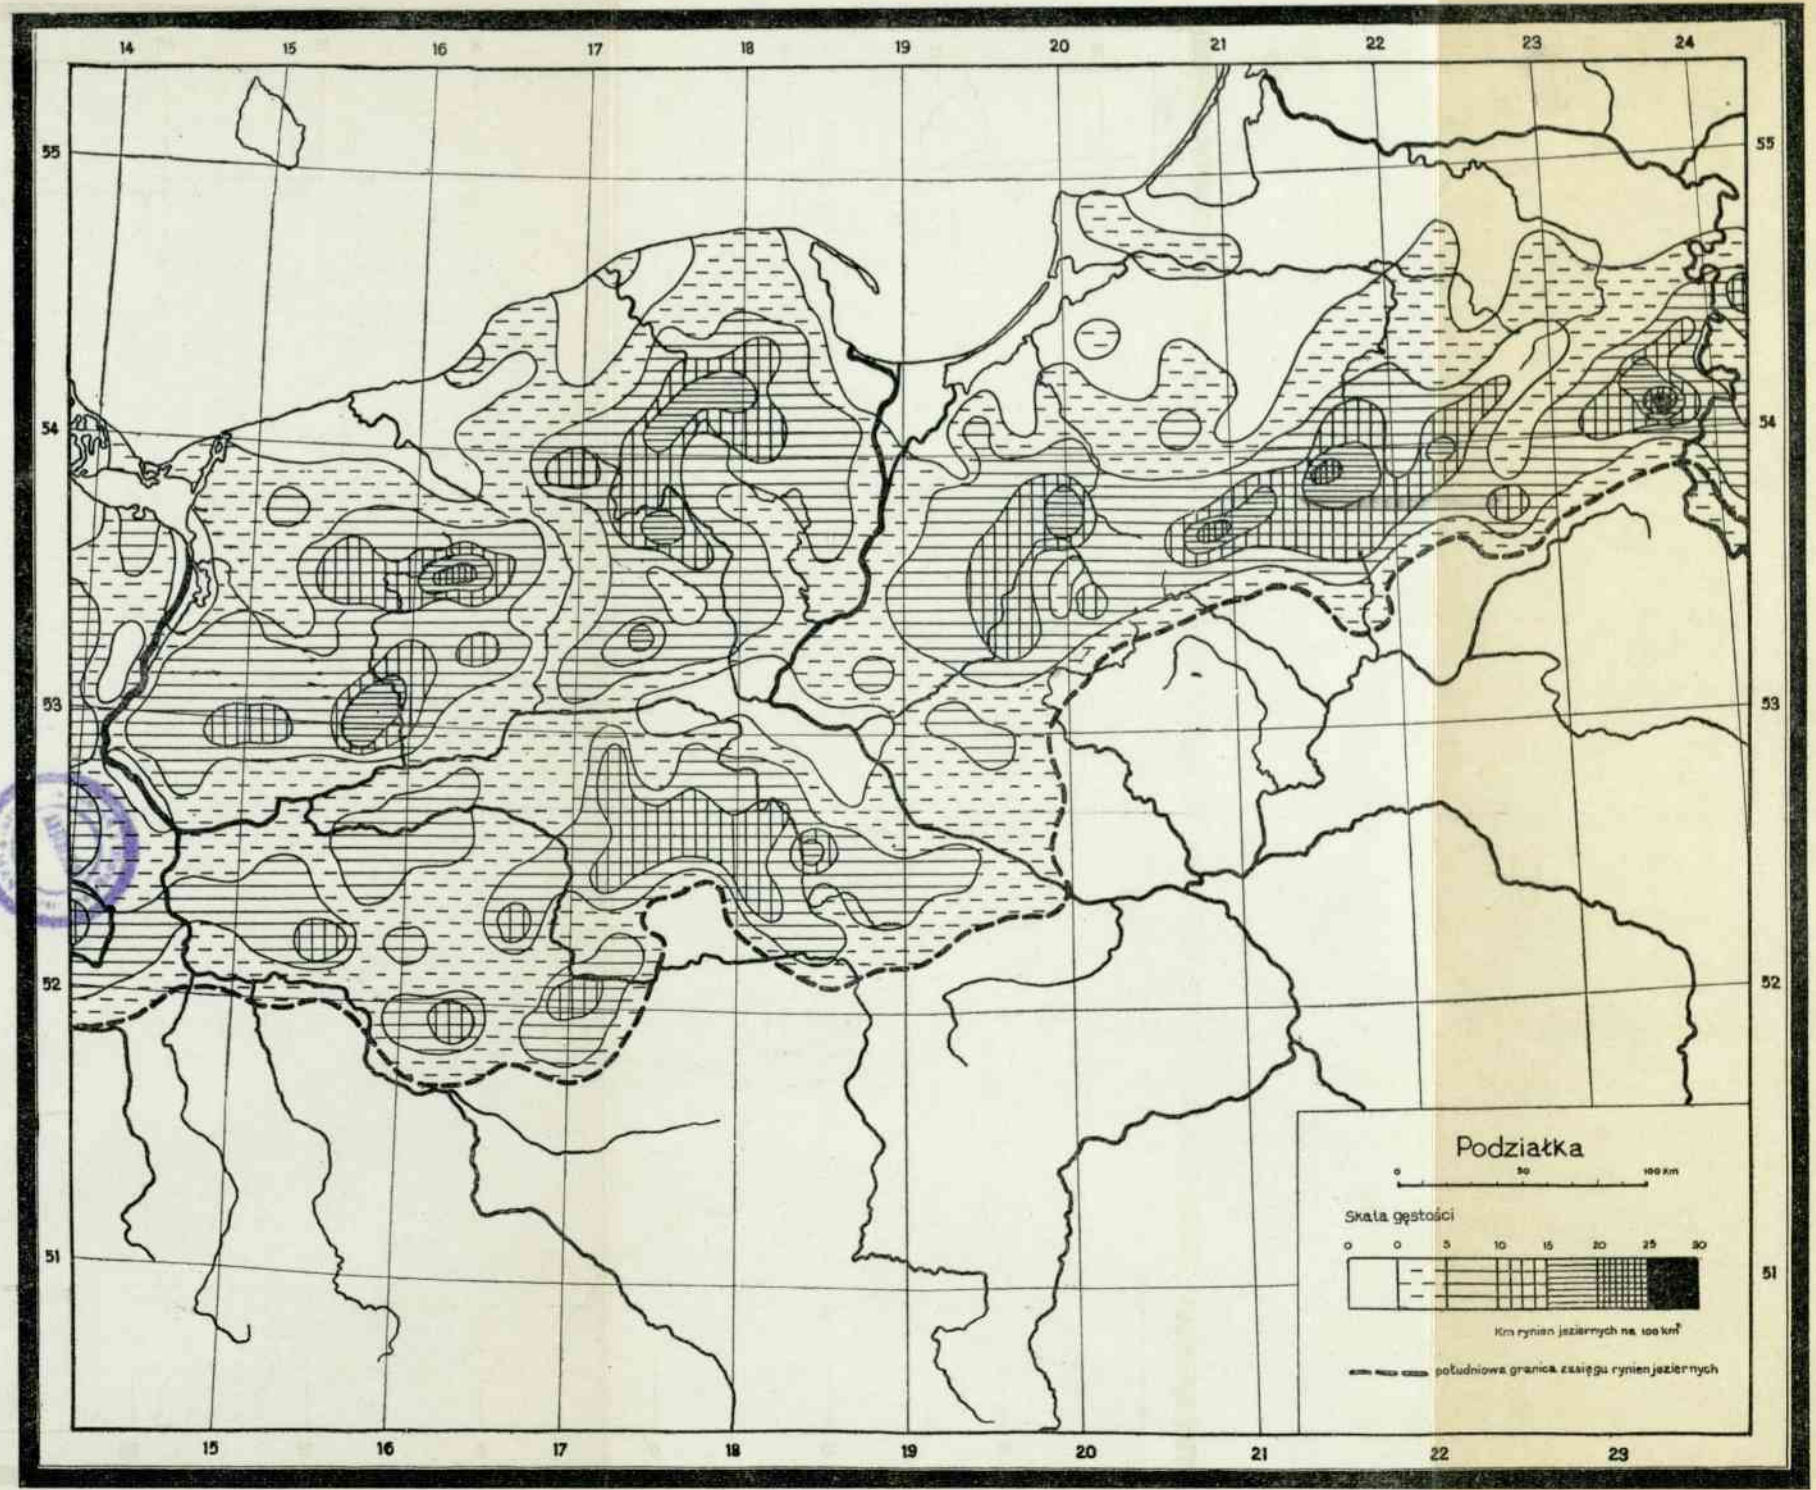 14 15 16 17 18 19 20 21 22 23 24
55 55
54 54
53 53
52 52
51 51
Podziałka
0 50 100 Km
Skala gęstości
0 0 5 10 15 20 25 30
Km rynien jeziernych na 100 km²
południowa granica zasięgu rynien jeziernych
15 16 17 18 19 20 21 22 23